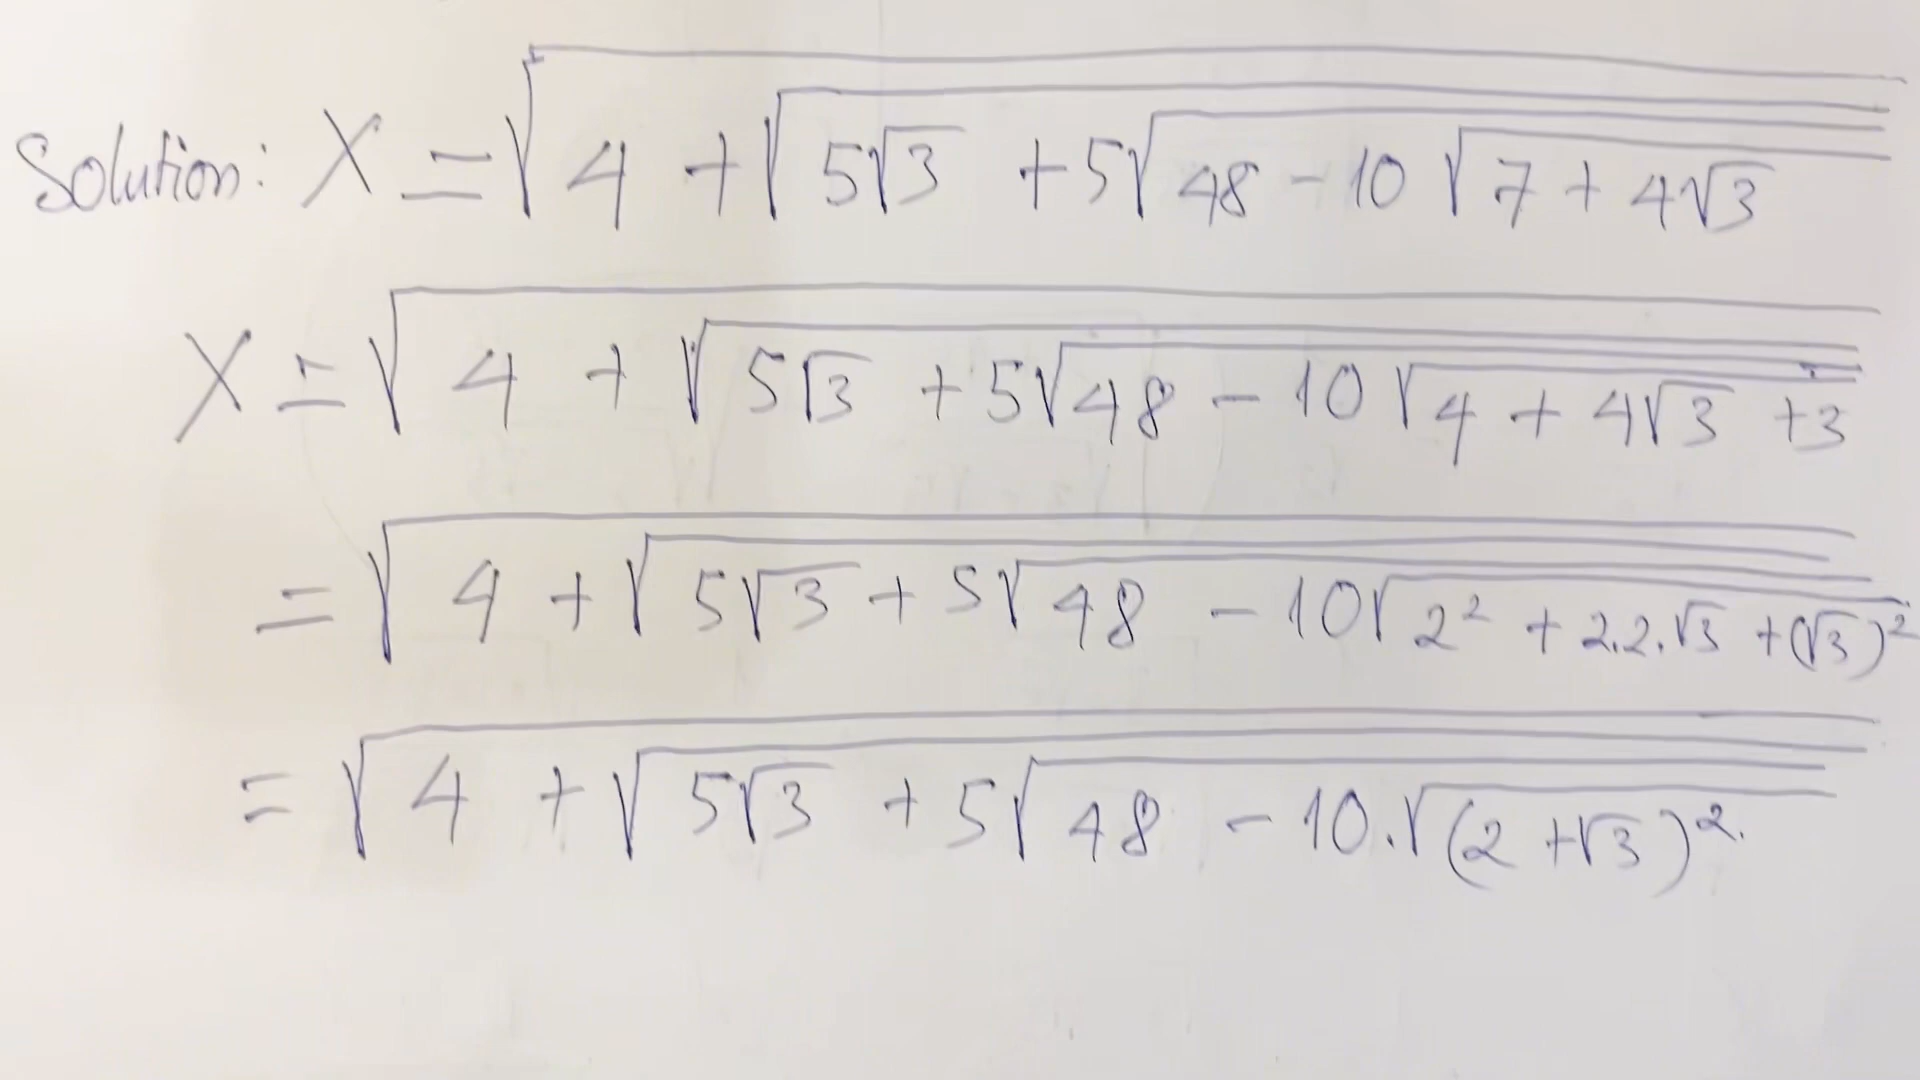 Solution: X = √(4 + √(5√3 + 5√(48 - 10√(7 + 4√3))))
X = √(4 + √(5√3 + 5√(48 - 10√(4 + 4√3 + 3))))
= √(4 + √(5√3 + 5√(48 - 10√(2² + 2.2.√3 + (√3)²))))
= √(4 + √(5√3 + 5√(48 - 10.√((2 + √3)².))))